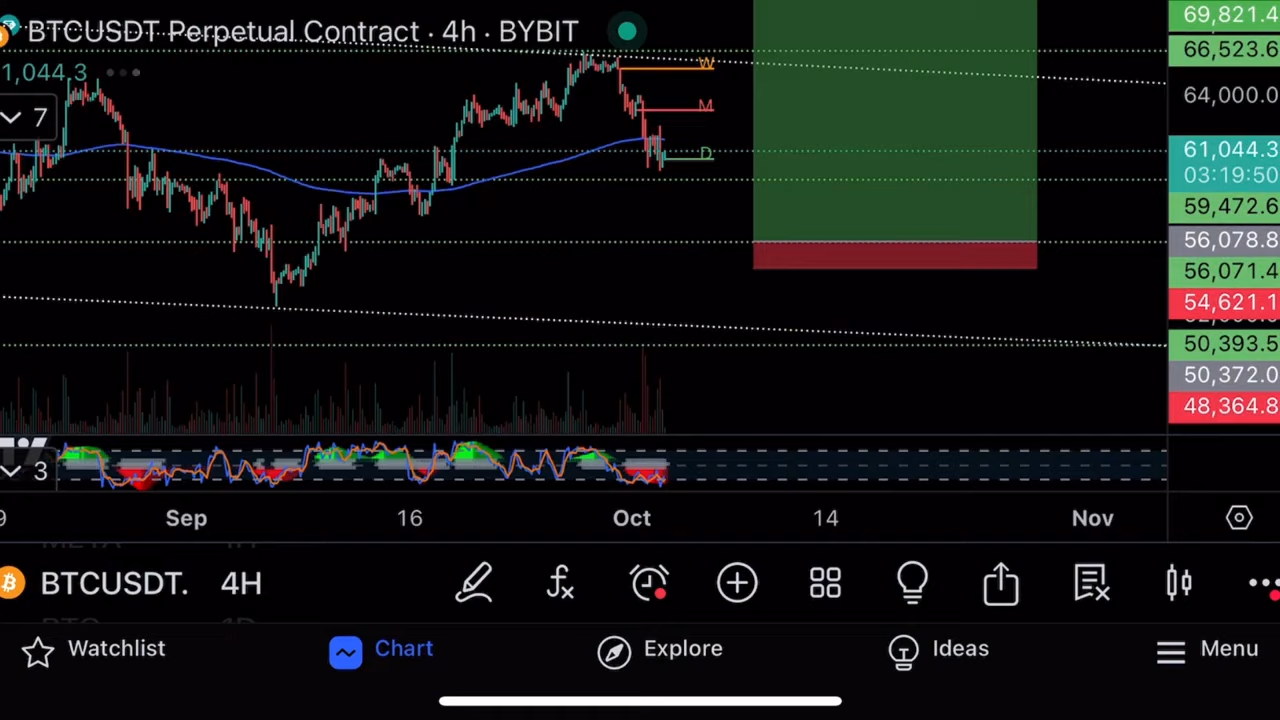 BTCUSDT Perpetual Contract · 4h · BYBIT
1,044.3
7
W
M
D
69,821.4
66,523.6
64,000.0
61,044.3
03:19:50
59,472.6
56,078.8
56,071.4
54,621.1
50,393.5
50,372.0
48,364.8
3
9
Sep
16
Oct
14
Nov
BTCUSDT.
4H
Watchlist
Chart
Explore
Ideas
Menu